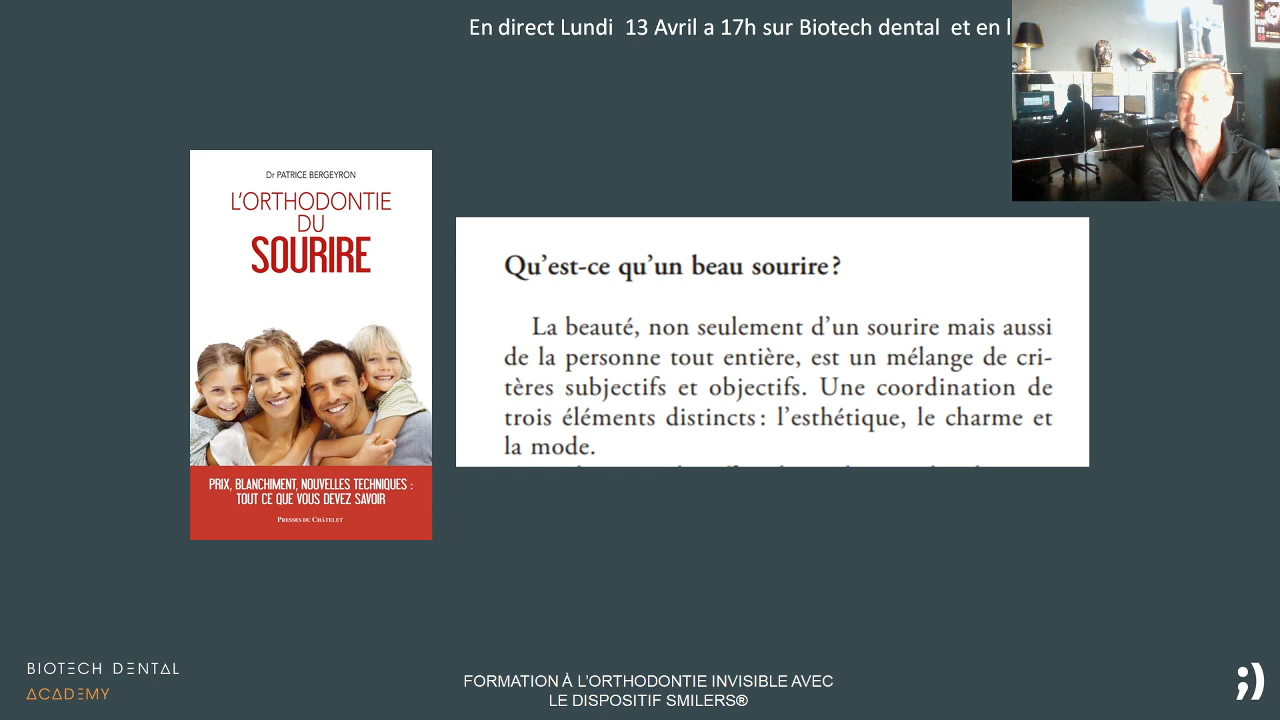 En direct Lundi 13 Avril a 17h sur Biotech dental et en
Dr PATRICE BERGEYRON
L'ORTHODONTIE
DU
SOURIRE
PRIX, BLANCHIMENT, NOUVELLES TECHNIQUES :
TOUT CE QUE VOUS DEVEZ SAVOIR
PRESSES DU CHÂTELET
Qu'est-ce qu'un beau sourire ?
La beauté, non seulement d'un sourire mais aussi
de la personne tout entière, est un mélange de cri-
tères subjectifs et objectifs. Une coordination de
trois éléments distincts : l'esthétique, le charme et
la mode.
BIOTECH DENTAL
ACADEMY
FORMATION À L'ORTHODONTIE INVISIBLE AVEC
LE DISPOSITIF SMILERS®
;)